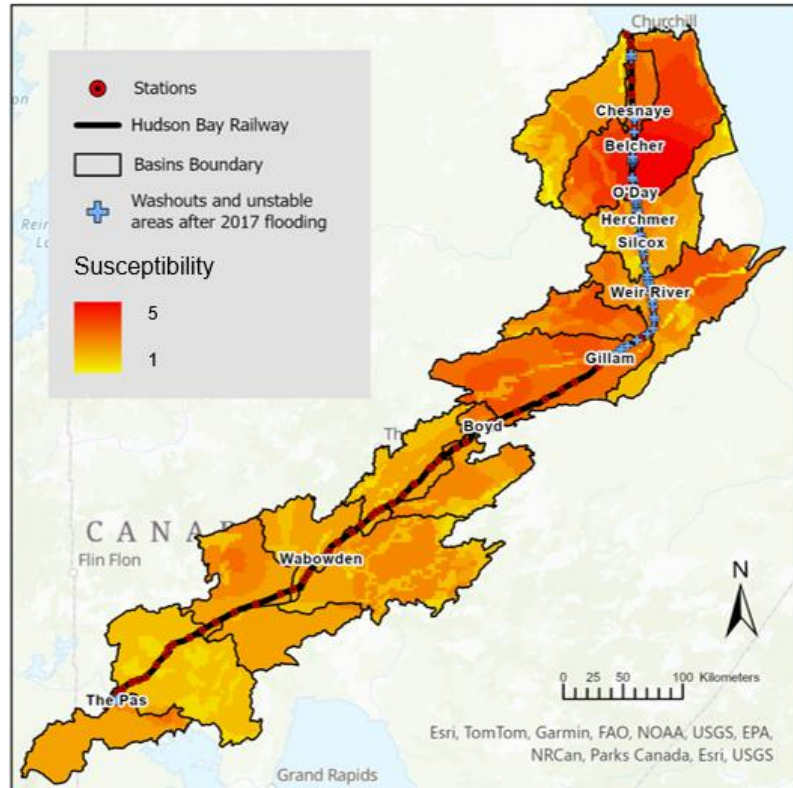 Churchill
Stations
Hudson Bay Railway
Basins Boundary
Washouts and unstable
areas after 2017 flooding
Susceptibility
5
1
Chesnaye
Belcher
O'Day
Herchmer
Silcox
Weir River
Gillam
Boyd
Th
CANA
Flin Flon
Wabowden
The Pas
Grand Rapids
N
0 25 50 100 Kilometers
Esri, TomTom, Garmin, FAO, NOAA, USGS, EPA,
NRCan, Parks Canada, Esri, USGS